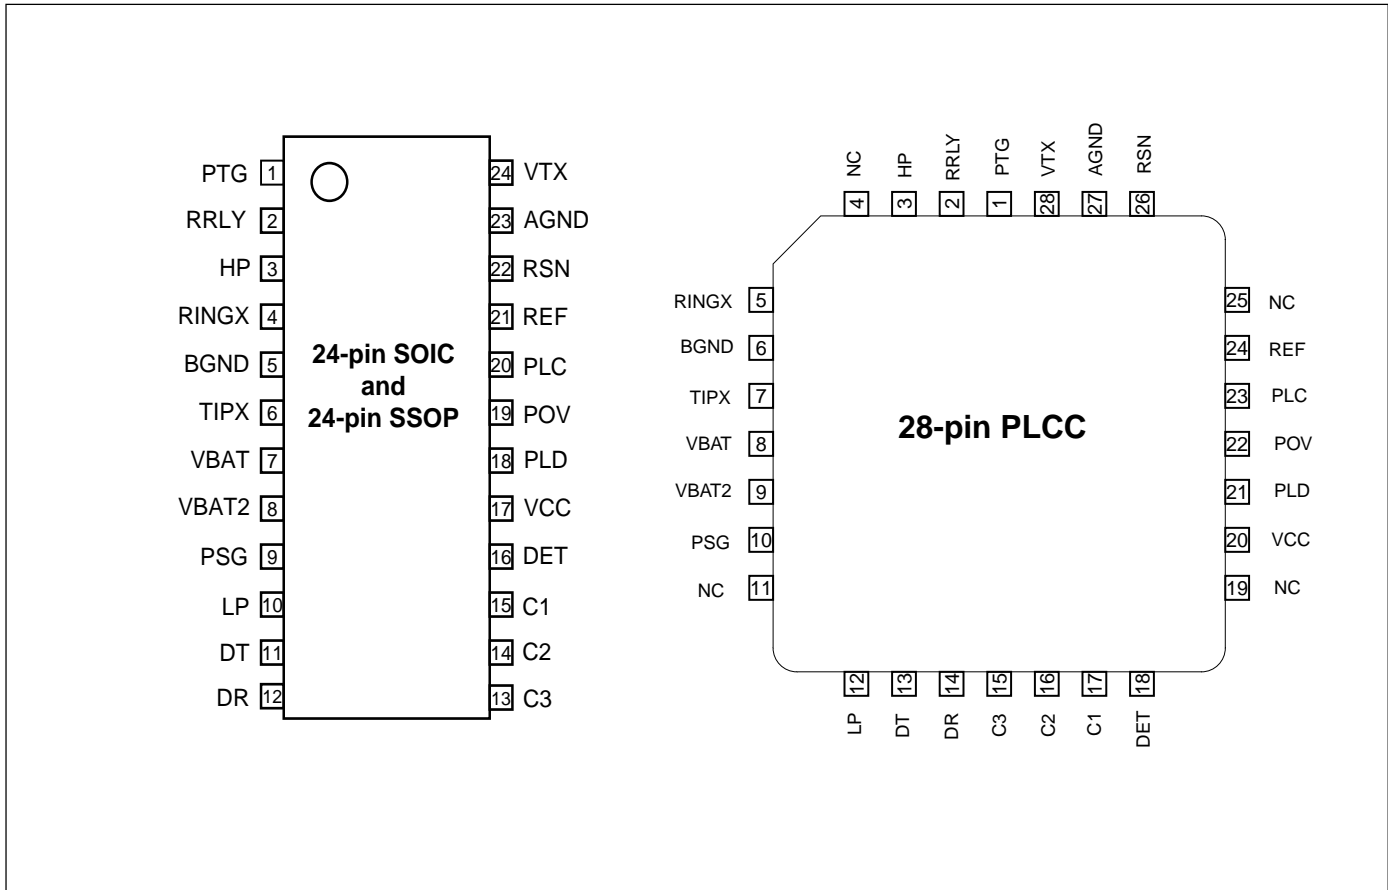 PTG 1 24 VTX
RRLY 2 23 AGND
HP 3 22 RSN
RINGX 4 21 REF
BGND 5 20 PLC
TIPX 6 19 POV
VBAT 7 18 PLD
VBAT2 8 17 VCC
PSG 9 16 DET
LP 10 15 C1
DT 11 14 C2
DR 12 13 C3
24-pin SOIC
and
24-pin SSOP
NC HP RRLY PTG VTX AGND RSN
4 3 2 1 28 27 26
RINGX 5 25 NC
BGND 6 24 REF
TIPX 7 23 PLC
VBAT 8 22 POV
VBAT2 9 21 PLD
PSG 10 20 VCC
NC 11 19 NC
28-pin PLCC
12 13 14 15 16 17 18
LP DT DR C3 C2 C1 DET